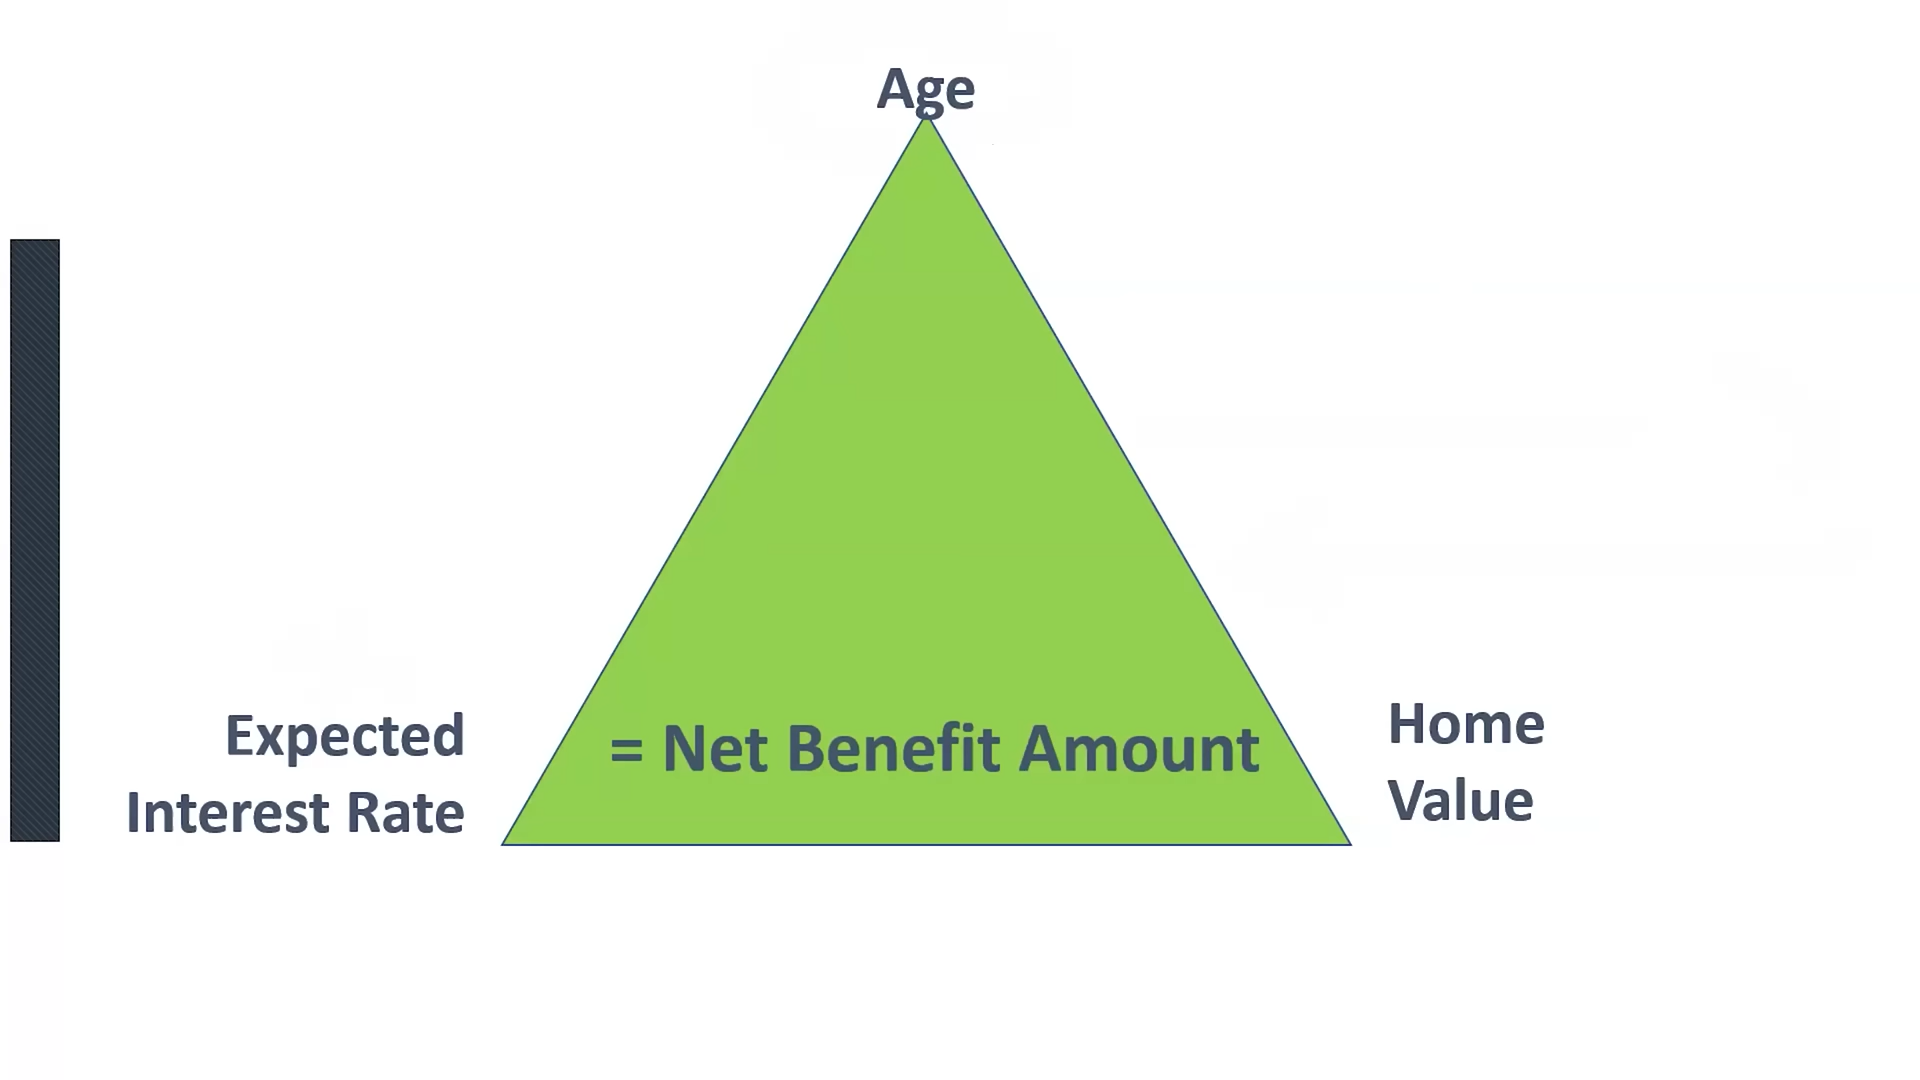 Age
Expected
Interest Rate
= Net Benefit Amount
Home
Value